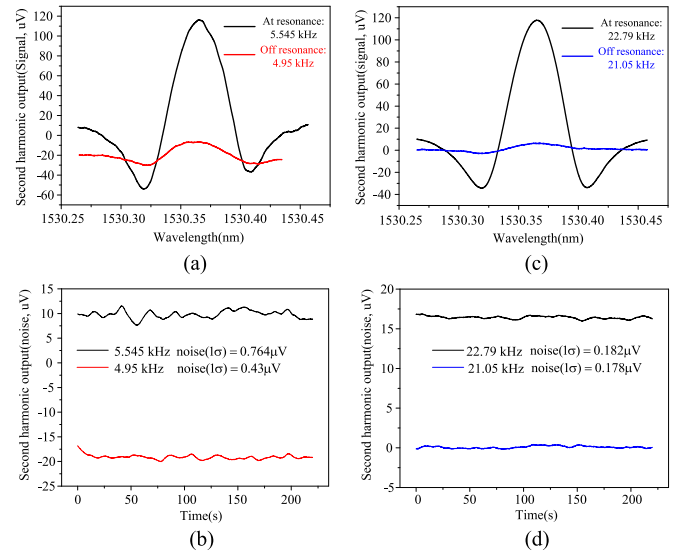 Second harmonic output(Signal, uV)
120
100
80
60
40
20
0
-20
-40
-60
At resonance:
5.545 kHz
Off resonance:
4.95 kHz
1530.25
1530.30
1530.35
1530.40
1530.45
Wavelength(nm)
(a)
Second harmonic output(signal, uV)
120
100
80
60
40
20
0
-20
-40
At resonance:
22.79 kHz
Off resonance:
21.05 kHz
1530.25
1530.30
1530.35
1530.40
1530.45
Wavelength(nm)
(c)
Second harmonic output(noise, uV)
15
10
5
0
-5
-10
-15
-20
-25
5.545 kHz noise(1σ) = 0.764μV
4.95 kHz noise(1σ) = 0.43μV
0
50
100
150
200
Time(s)
(b)
Second harmonic output(noise, uV)
20
15
10
5
0
-5
22.79 kHz noise(1σ) = 0.182μV
21.05 kHz noise(1σ) = 0.178μV
0
50
100
150
200
Time(s)
(d)